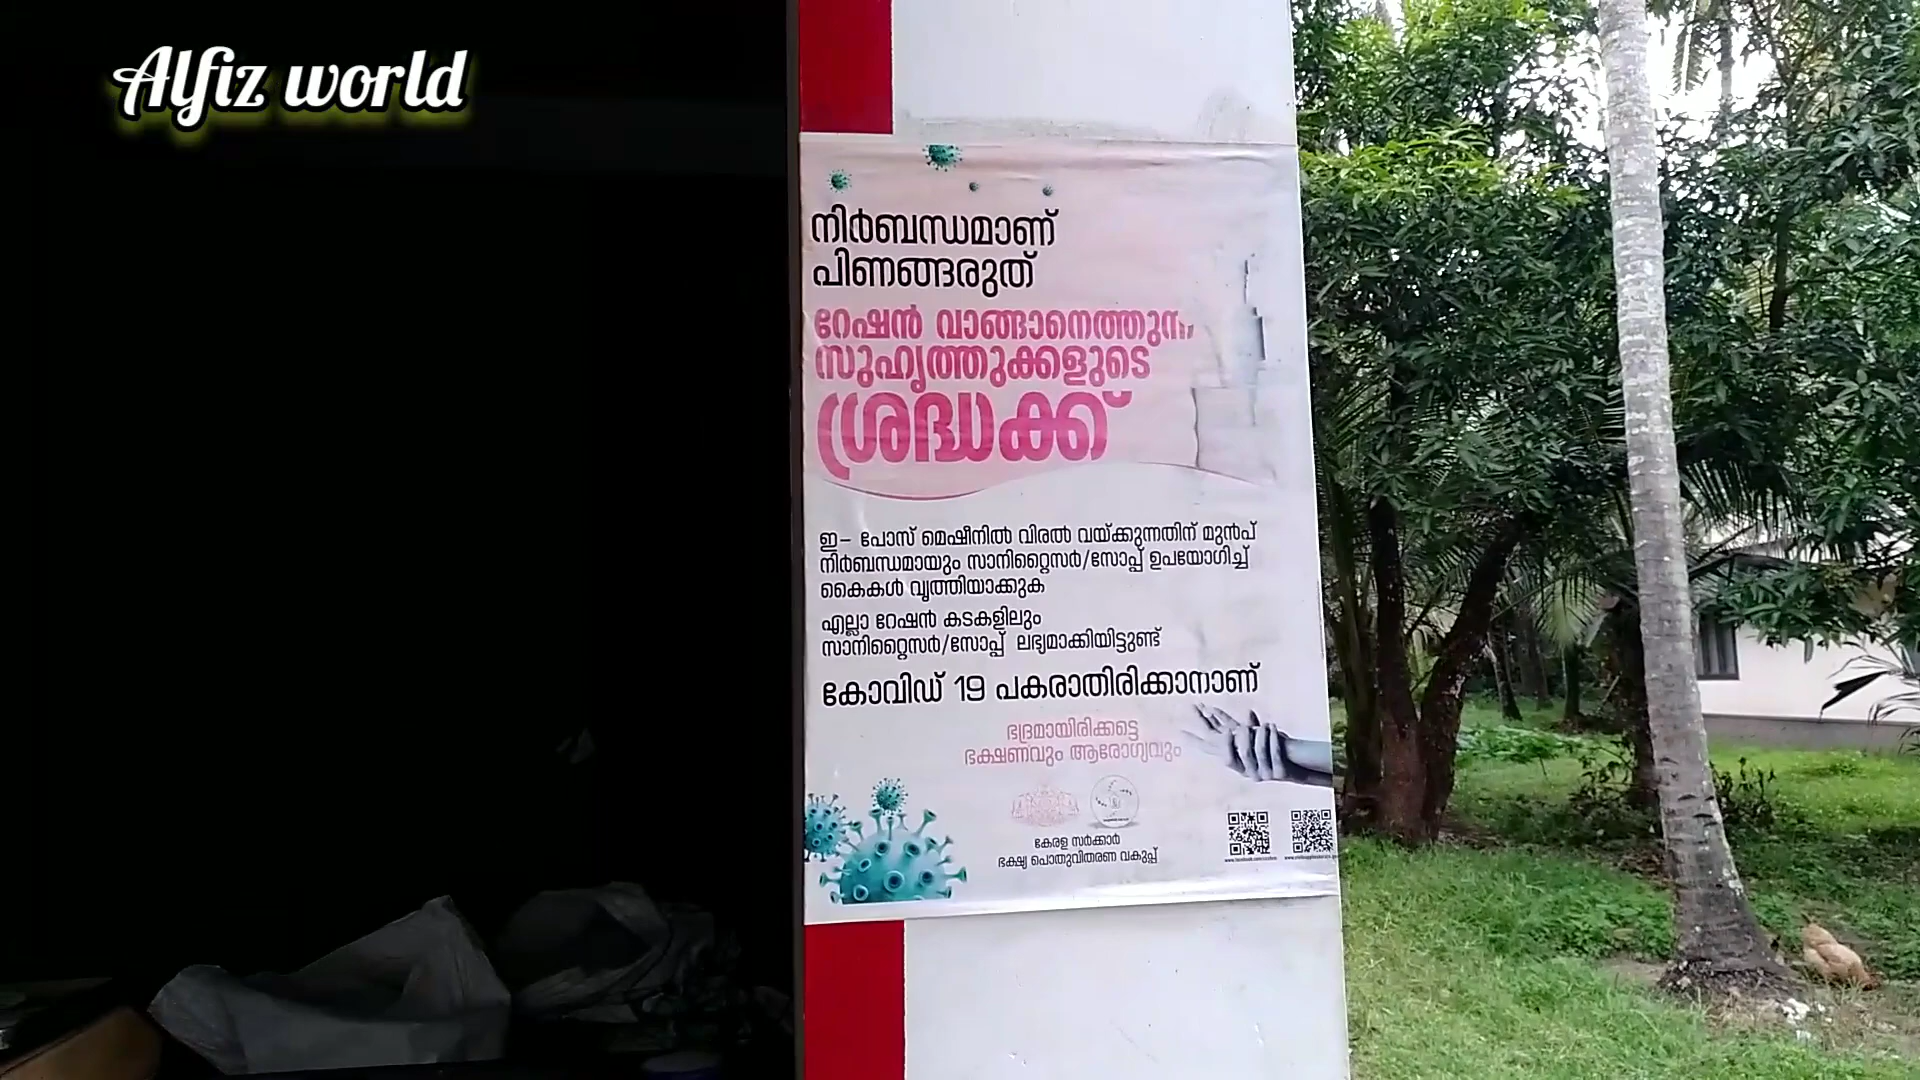 Alfiz world
നിർബന്ധമാണ്
പിണങ്ങരുത്
റേഷൻ വാങ്ങാനെത്തുന്ന
സുഹൃത്തുക്കളുടെ
ശ്രദ്ധക്ക്
ഇ- പോസ് മെഷീനിൽ വിരൽ വയ്ക്കുന്നതിന് മുൻപ്
നിർബന്ധമായും സാനിറ്റൈസർ/സോപ്പ് ഉപയോഗിച്ച്
കൈകൾ വൃത്തിയാക്കുക
എല്ലാ റേഷൻ കടകളിലും
സാനിറ്റൈസർ/സോപ്പ് ലഭ്യമാക്കിയിട്ടുണ്ട്
കോവിഡ് 19 പകരാതിരിക്കാനാണ്
ഭദ്രമായിരിക്കട്ടെ
ഭക്ഷണവും ആരോഗ്യവും
കേരള സർക്കാർ
ഭക്ഷ്യ പൊതുവിതരണ വകുപ്പ്